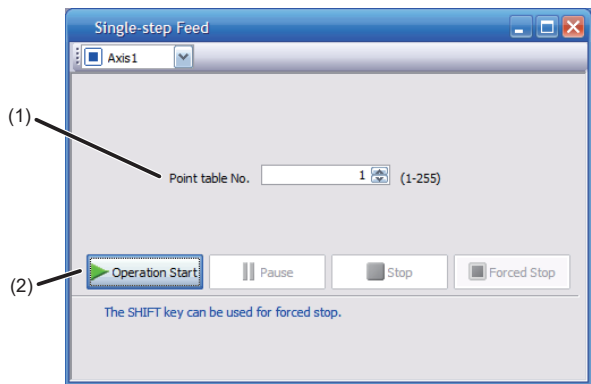 Single-step Feed
Axis1
(1)
Point table No. 1 (1-255)
(2)
Operation Start Pause Stop Forced Stop
The SHIFT key can be used for forced stop.